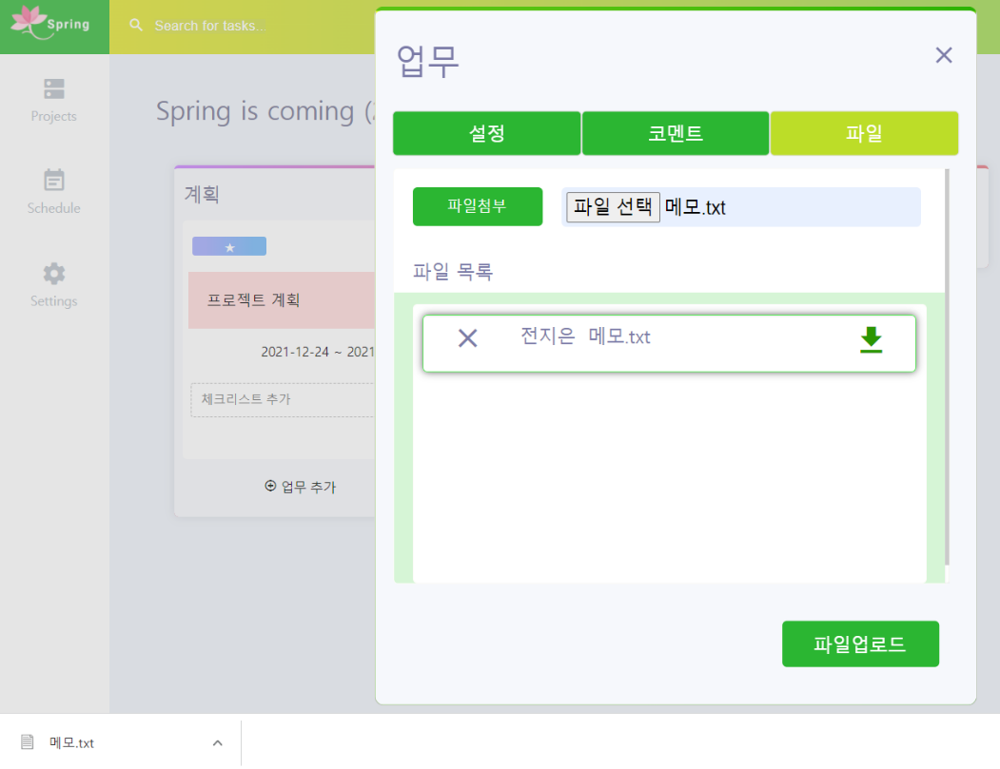 Spring
Search for tasks...
Projects
Schedule
Settings
Spring is coming (
계획
프로젝트 계획
2021-12-24 ~ 2021
체크리스트 추가
업무 추가
업무
설정
코멘트
파일
파일첨부
파일 선택 메모.txt
파일 목록
전지은 메모.txt
파일업로드
메모.txt